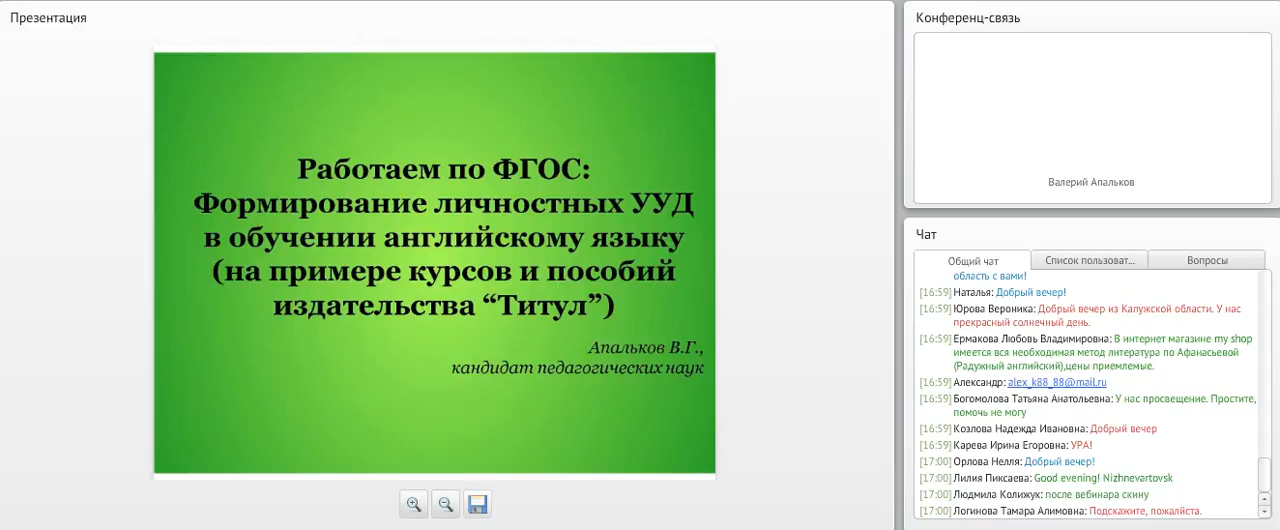 Презентация
Работаем по ФГОС:
Формирование личностных УУД
в обучении английскому языку
(на примере курсов и пособий
издательства “Титул”)
Апальков В.Г.,
кандидат педагогических наук
Конференц-связь
Валерий Апальков
Чат
Общий чат
Список пользоват...
Вопросы
область с вами!
[16:59] Наталья: Добрый вечер!
[16:59] Юрова Вероника: Добрый вечер из Калужской области. У нас
прекрасный солнечный день.
[16:59] Ермакова Любовь Владимировна: В интернет магазине my shop
имеется вся необходимая метод литература по Афанасьевой
(Радужный английский),цены приемлемые.
[16:59] Александр: alex_k88_88@mail.ru
[16:59] Богомолова Татьяна Анатольевна: У нас просвещение. Простите,
помочь не могу
[16:59] Козлова Надежда Ивановна: Добрый вечер
[16:59] Карева Ирина Егоровна: УРА!
[17:00] Орлова Нелля: Добрый вечер!
[17:00] Лилия Пиксаева: Good evening! Nizhnevartovsk
[17:00] Людмила Колижук: после вебинара скину
[17:00] Логинова Тамара Алимовна: Подскажите, пожалйста.